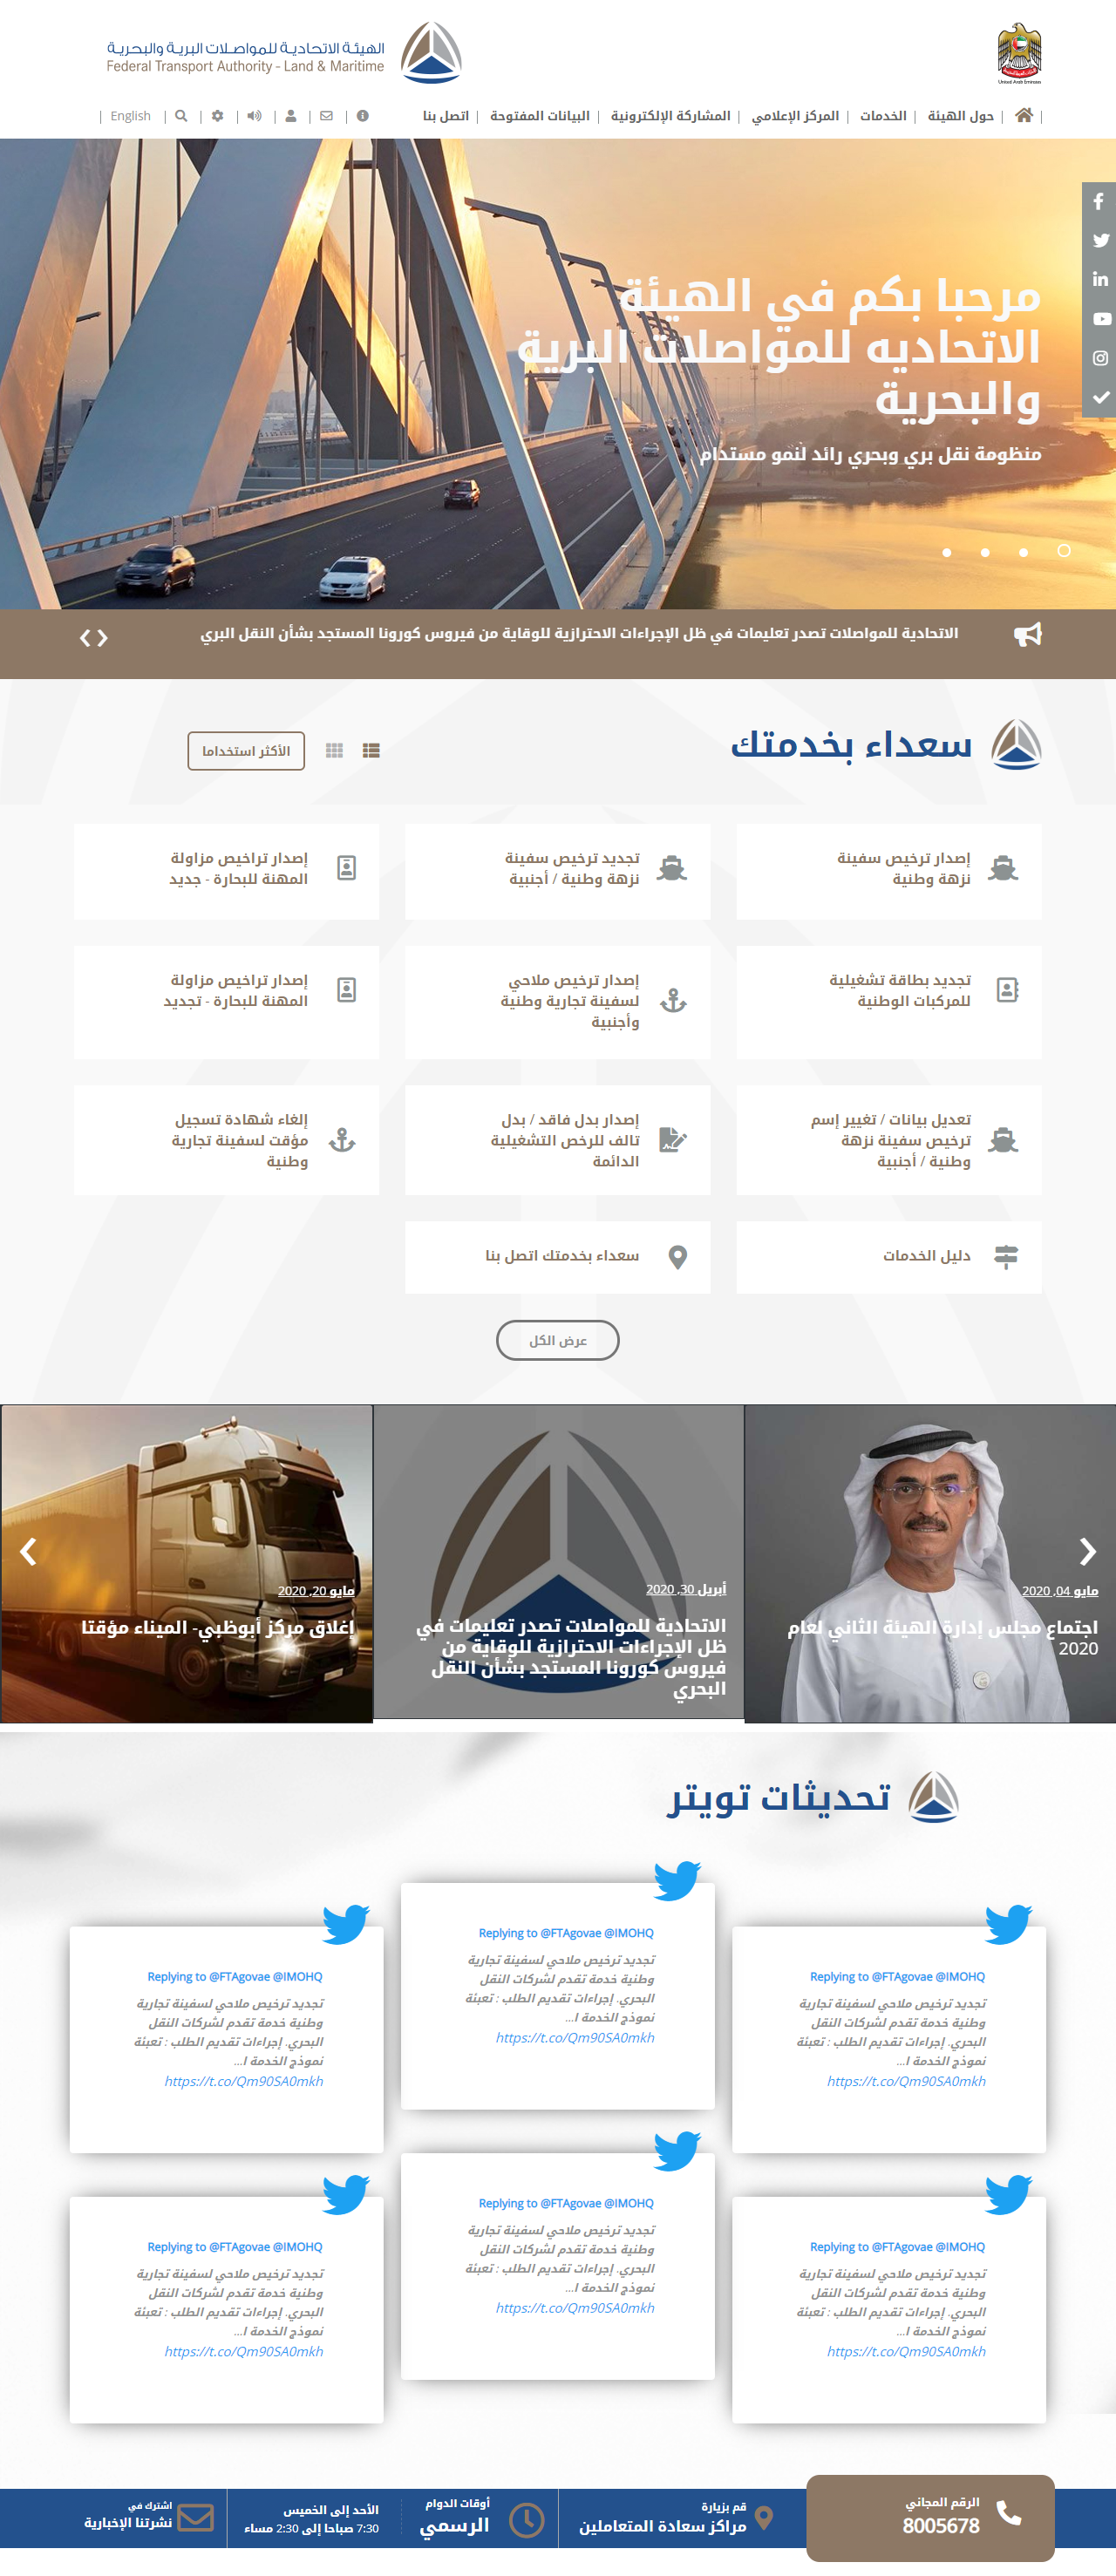 الهيئة الاتحادية للمواصلات البرية والبحرية
Federal Transport Authority - Land & Maritime
United Arab Emirates
حول الهيئة | الخدمات | المركز الإعلامي | المشاركة الإلكترونية | البيانات المفتوحة | اتصل بنا
English
مرحبا بكم في الهيئة
الاتحاديه للمواصلات البرية
والبحرية
منظومة نقل بري وبحري رائد لنمو مستدام
الاتحادية للمواصلات تصدر تعليمات في ظل الإجراءات الاحترازية للوقاية من فيروس كورونا المستجد بشأن النقل البري
سعداء بخدمتك
الأكثر استخداما
إصدار ترخيص سفينة
نزهة وطنية
تجديد ترخيص سفينة
نزهة وطنية / أجنبية
إصدار تراخيص مزاولة
المهنة للبحارة - جديد
تجديد بطاقة تشغيلية
للمركبات الوطنية
إصدار ترخيص ملاحي
لسفينة تجارية وطنية
وأجنبية
إصدار تراخيص مزاولة
المهنة للبحارة - تجديد
تعديل بيانات / تغيير إسم
ترخيص سفينة نزهة
وطنية / أجنبية
إصدار بدل فاقد / بدل
تالف للرخص التشغيلية
الدائمة
إلغاء شهادة تسجيل
مؤقت لسفينة تجارية
وطنية
دليل الخدمات
سعداء بخدمتك اتصل بنا
عرض الكل
مايو 04, 2020
اجتماع مجلس إدارة الهيئة الثاني لعام
2020
أبريل 30, 2020
الاتحادية للمواصلات تصدر تعليمات في
ظل الإجراءات الاحترازية للوقاية من
فيروس كورونا المستجد بشأن النقل
البحري
مايو 20, 2020
إغلاق مركز أبوظبي- الميناء مؤقتا
تحديثات تويتر
Replying to @FTAgovae @IMOHQ
تجديد ترخيص ملاحي لسفينة تجارية
وطنية خدمة تقدم لشركات النقل
البحري. إجراءات تقديم الطلب : تعبئة
نموذج الخدمة ا...
https://t.co/Qm90SA0mkh
Replying to @FTAgovae @IMOHQ
تجديد ترخيص ملاحي لسفينة تجارية
وطنية خدمة تقدم لشركات النقل
البحري. إجراءات تقديم الطلب : تعبئة
نموذج الخدمة ا...
https://t.co/Qm90SA0mkh
Replying to @FTAgovae @IMOHQ
تجديد ترخيص ملاحي لسفينة تجارية
وطنية خدمة تقدم لشركات النقل
البحري. إجراءات تقديم الطلب : تعبئة
نموذج الخدمة ا...
https://t.co/Qm90SA0mkh
Replying to @FTAgovae @IMOHQ
تجديد ترخيص ملاحي لسفينة تجارية
وطنية خدمة تقدم لشركات النقل
البحري. إجراءات تقديم الطلب : تعبئة
نموذج الخدمة ا...
https://t.co/Qm90SA0mkh
Replying to @FTAgovae @IMOHQ
تجديد ترخيص ملاحي لسفينة تجارية
وطنية خدمة تقدم لشركات النقل
البحري. إجراءات تقديم الطلب : تعبئة
نموذج الخدمة ا...
https://t.co/Qm90SA0mkh
Replying to @FTAgovae @IMOHQ
تجديد ترخيص ملاحي لسفينة تجارية
وطنية خدمة تقدم لشركات النقل
البحري. إجراءات تقديم الطلب : تعبئة
نموذج الخدمة ا...
https://t.co/Qm90SA0mkh
الرقم المجاني
8005678
قم بزيارة
مراكز سعادة المتعاملين
أوقات الدوام
الرسمي
الأحد إلى الخميس
7:30 صباحا إلى 2:30 مساء
اشترك في
نشرتنا الإخبارية